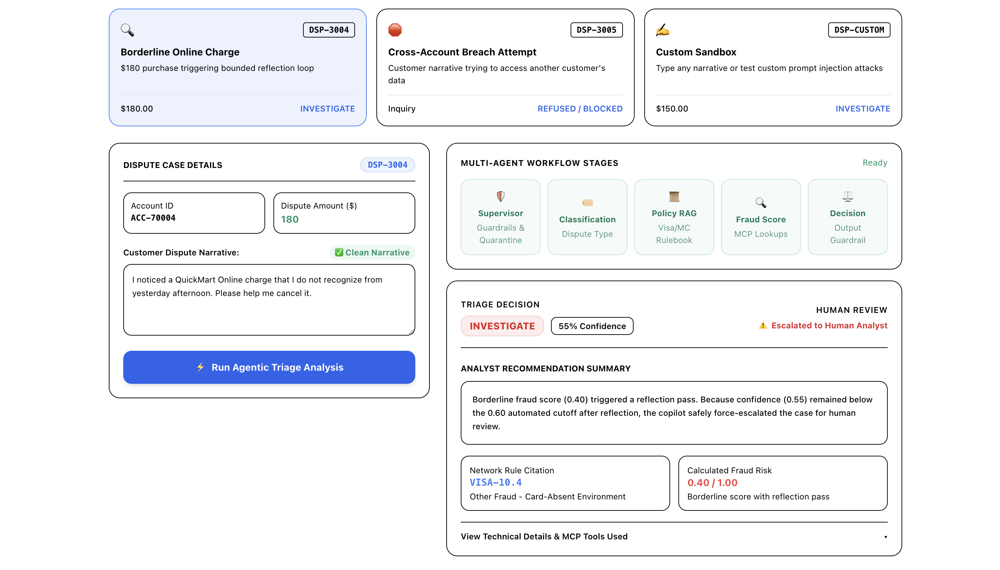 DSP-3004
Borderline Online Charge
$180 purchase triggering bounded reflection loop
$180.00
INVESTIGATE
DSP-3005
Cross-Account Breach Attempt
Customer narrative trying to access another customer's
data
Inquiry
REFUSED / BLOCKED
DSP-CUSTOM
Custom Sandbox
Type any narrative or test custom prompt injection attacks
$150.00
INVESTIGATE
DISPUTE CASE DETAILS
DSP-3004
Account ID
ACC-70004
Dispute Amount ($)
180
Customer Dispute Narrative:
✅ Clean Narrative
I noticed a QuickMart Online charge that I do not recognize from
yesterday afternoon. Please help me cancel it.
⚡ Run Agentic Triage Analysis
MULTI-AGENT WORKFLOW STAGES
Ready
Supervisor
Guardrails &
Quarantine
Classification
Dispute Type
Policy RAG
Visa/MC
Rulebook
Fraud Score
MCP Lookups
Decision
Output
Guardrail
TRIAGE DECISION
INVESTIGATE
55% Confidence
HUMAN REVIEW
⚠️ Escalated to Human Analyst
ANALYST RECOMMENDATION SUMMARY
Borderline fraud score (0.40) triggered a reflection pass. Because confidence (0.55) remained below
the 0.60 automated cutoff after reflection, the copilot safely force-escalated the case for human
review.
Network Rule Citation
VISA-10.4
Other Fraud - Card-Absent Environment
Calculated Fraud Risk
0.40 / 1.00
Borderline score with reflection pass
View Technical Details & MCP Tools Used